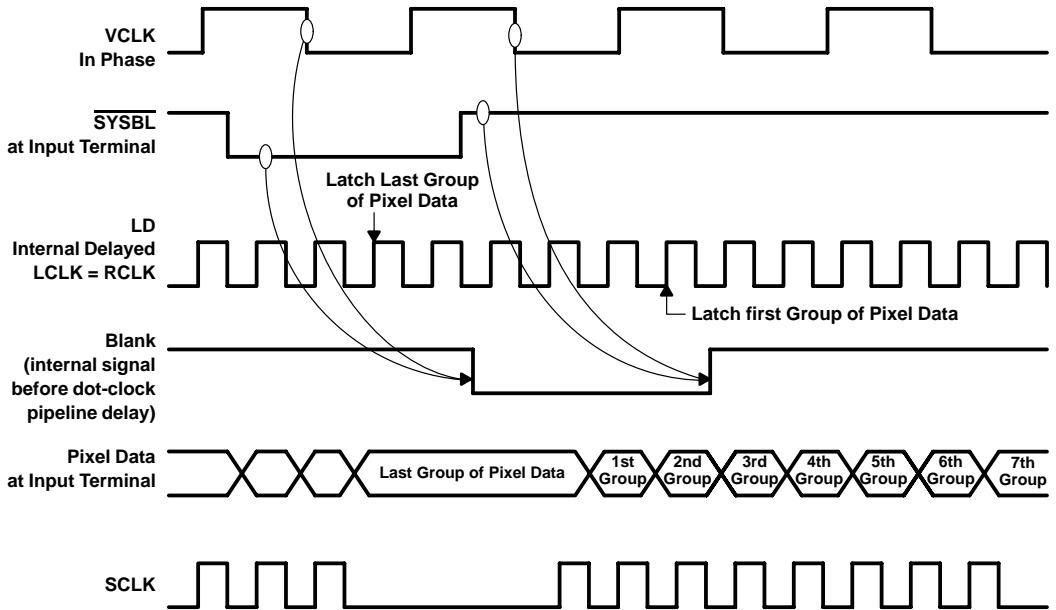 VCLK
In Phase
SYSBL
at Input Terminal
Latch Last Group
of Pixel Data
LD
Internal Delayed
LCLK = RCLK
Latch first Group of Pixel Data
Blank
(internal signal
before dot-clock
pipeline delay)
Pixel Data
at Input Terminal
Last Group of Pixel Data
1st
Group
2nd
Group
3rd
Group
4th
Group
5th
Group
6th
Group
7th
Group
SCLK